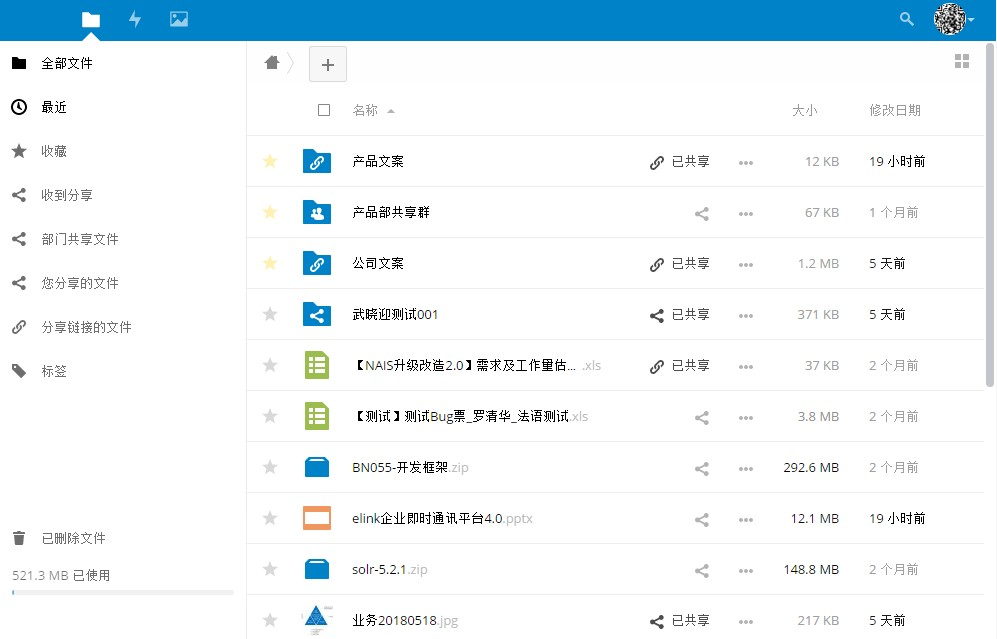 全部文件
最近
收藏
收到分享
部门共享文件
您分享的文件
分享链接的文件
标签
已删除文件
521.3 MB 已使用
名称 大小 修改日期
产品文案 已共享 12 KB 19 小时前
产品部共享群 67 KB 1 个月前
公司文案 已共享 1.2 MB 5 天前
武晓迎测试001 已共享 371 KB 5 天前
【NAIS升级改造2.0】需求及工作量估... .xls 已共享 37 KB 2 个月前
【测试】测试Bug票_罗清华_法语测试.xls 3.8 MB 2 个月前
BN055-开发框架.zip 292.6 MB 2 个月前
elink企业即时通讯平台4.0.pptx 12.1 MB 19 小时前
solr-5.2.1.zip 148.8 MB 2 个月前
业务20180518.jpg 已共享 217 KB 5 天前